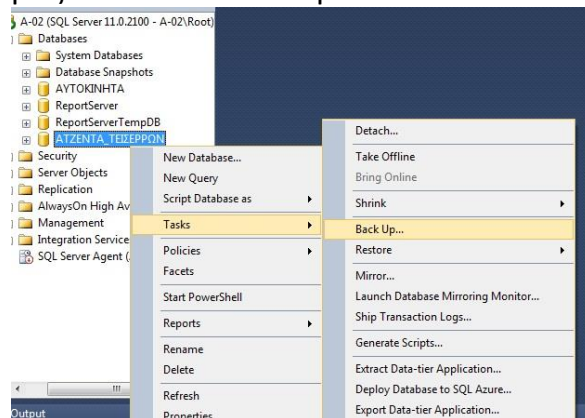 A-02 (SQL Server 11.0.2100 - A-02\Root)
Databases
System Databases
Database Snapshots
ΑΥΤΟΚΙΝΗΤΑ
ReportServer
ReportServerTempDB
ΑΤΖΕΝΤΑ_ΤΕΙΣΕΡΡΩΝ
Security
Server Objects
Replication
AlwaysOn High Av
Management
Integration Service
SQL Server Agent (
New Database...
New Query
Script Database as
Tasks
Policies
Facets
Start PowerShell
Reports
Rename
Delete
Refresh
Properties
Detach...
Take Offline
Bring Online
Shrink
Back Up...
Restore
Mirror...
Launch Database Mirroring Monitor...
Ship Transaction Logs...
Generate Scripts...
Extract Data-tier Application...
Deploy Database to SQL Azure...
Export Data-tier Application...
Output